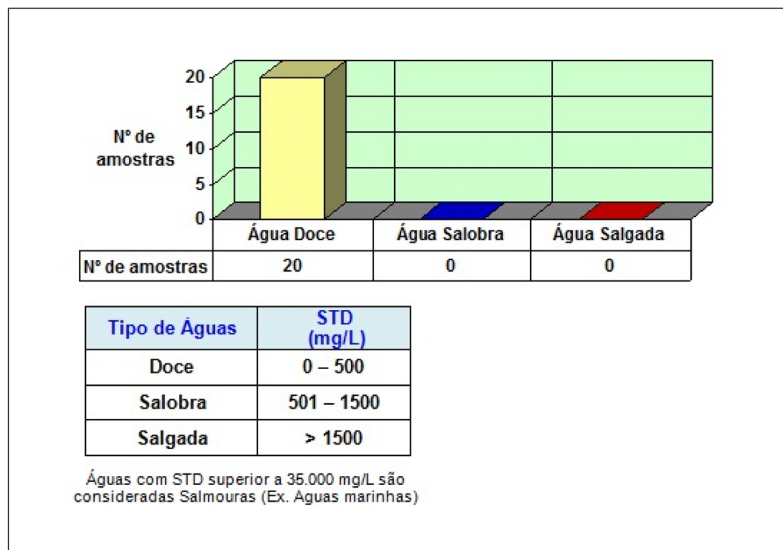 20
15
10
5
0
Nº de
amostras
Água Doce Água Salobra Água Salgada
Nº de amostras 20 0 0
Tipo de Águas STD
(mg/L)
Doce 0 – 500
Salobra 501 – 1500
Salgada > 1500
Águas com STD superior a 35.000 mg/L são
consideradas Salmouras (Ex. Aguas marinhas)